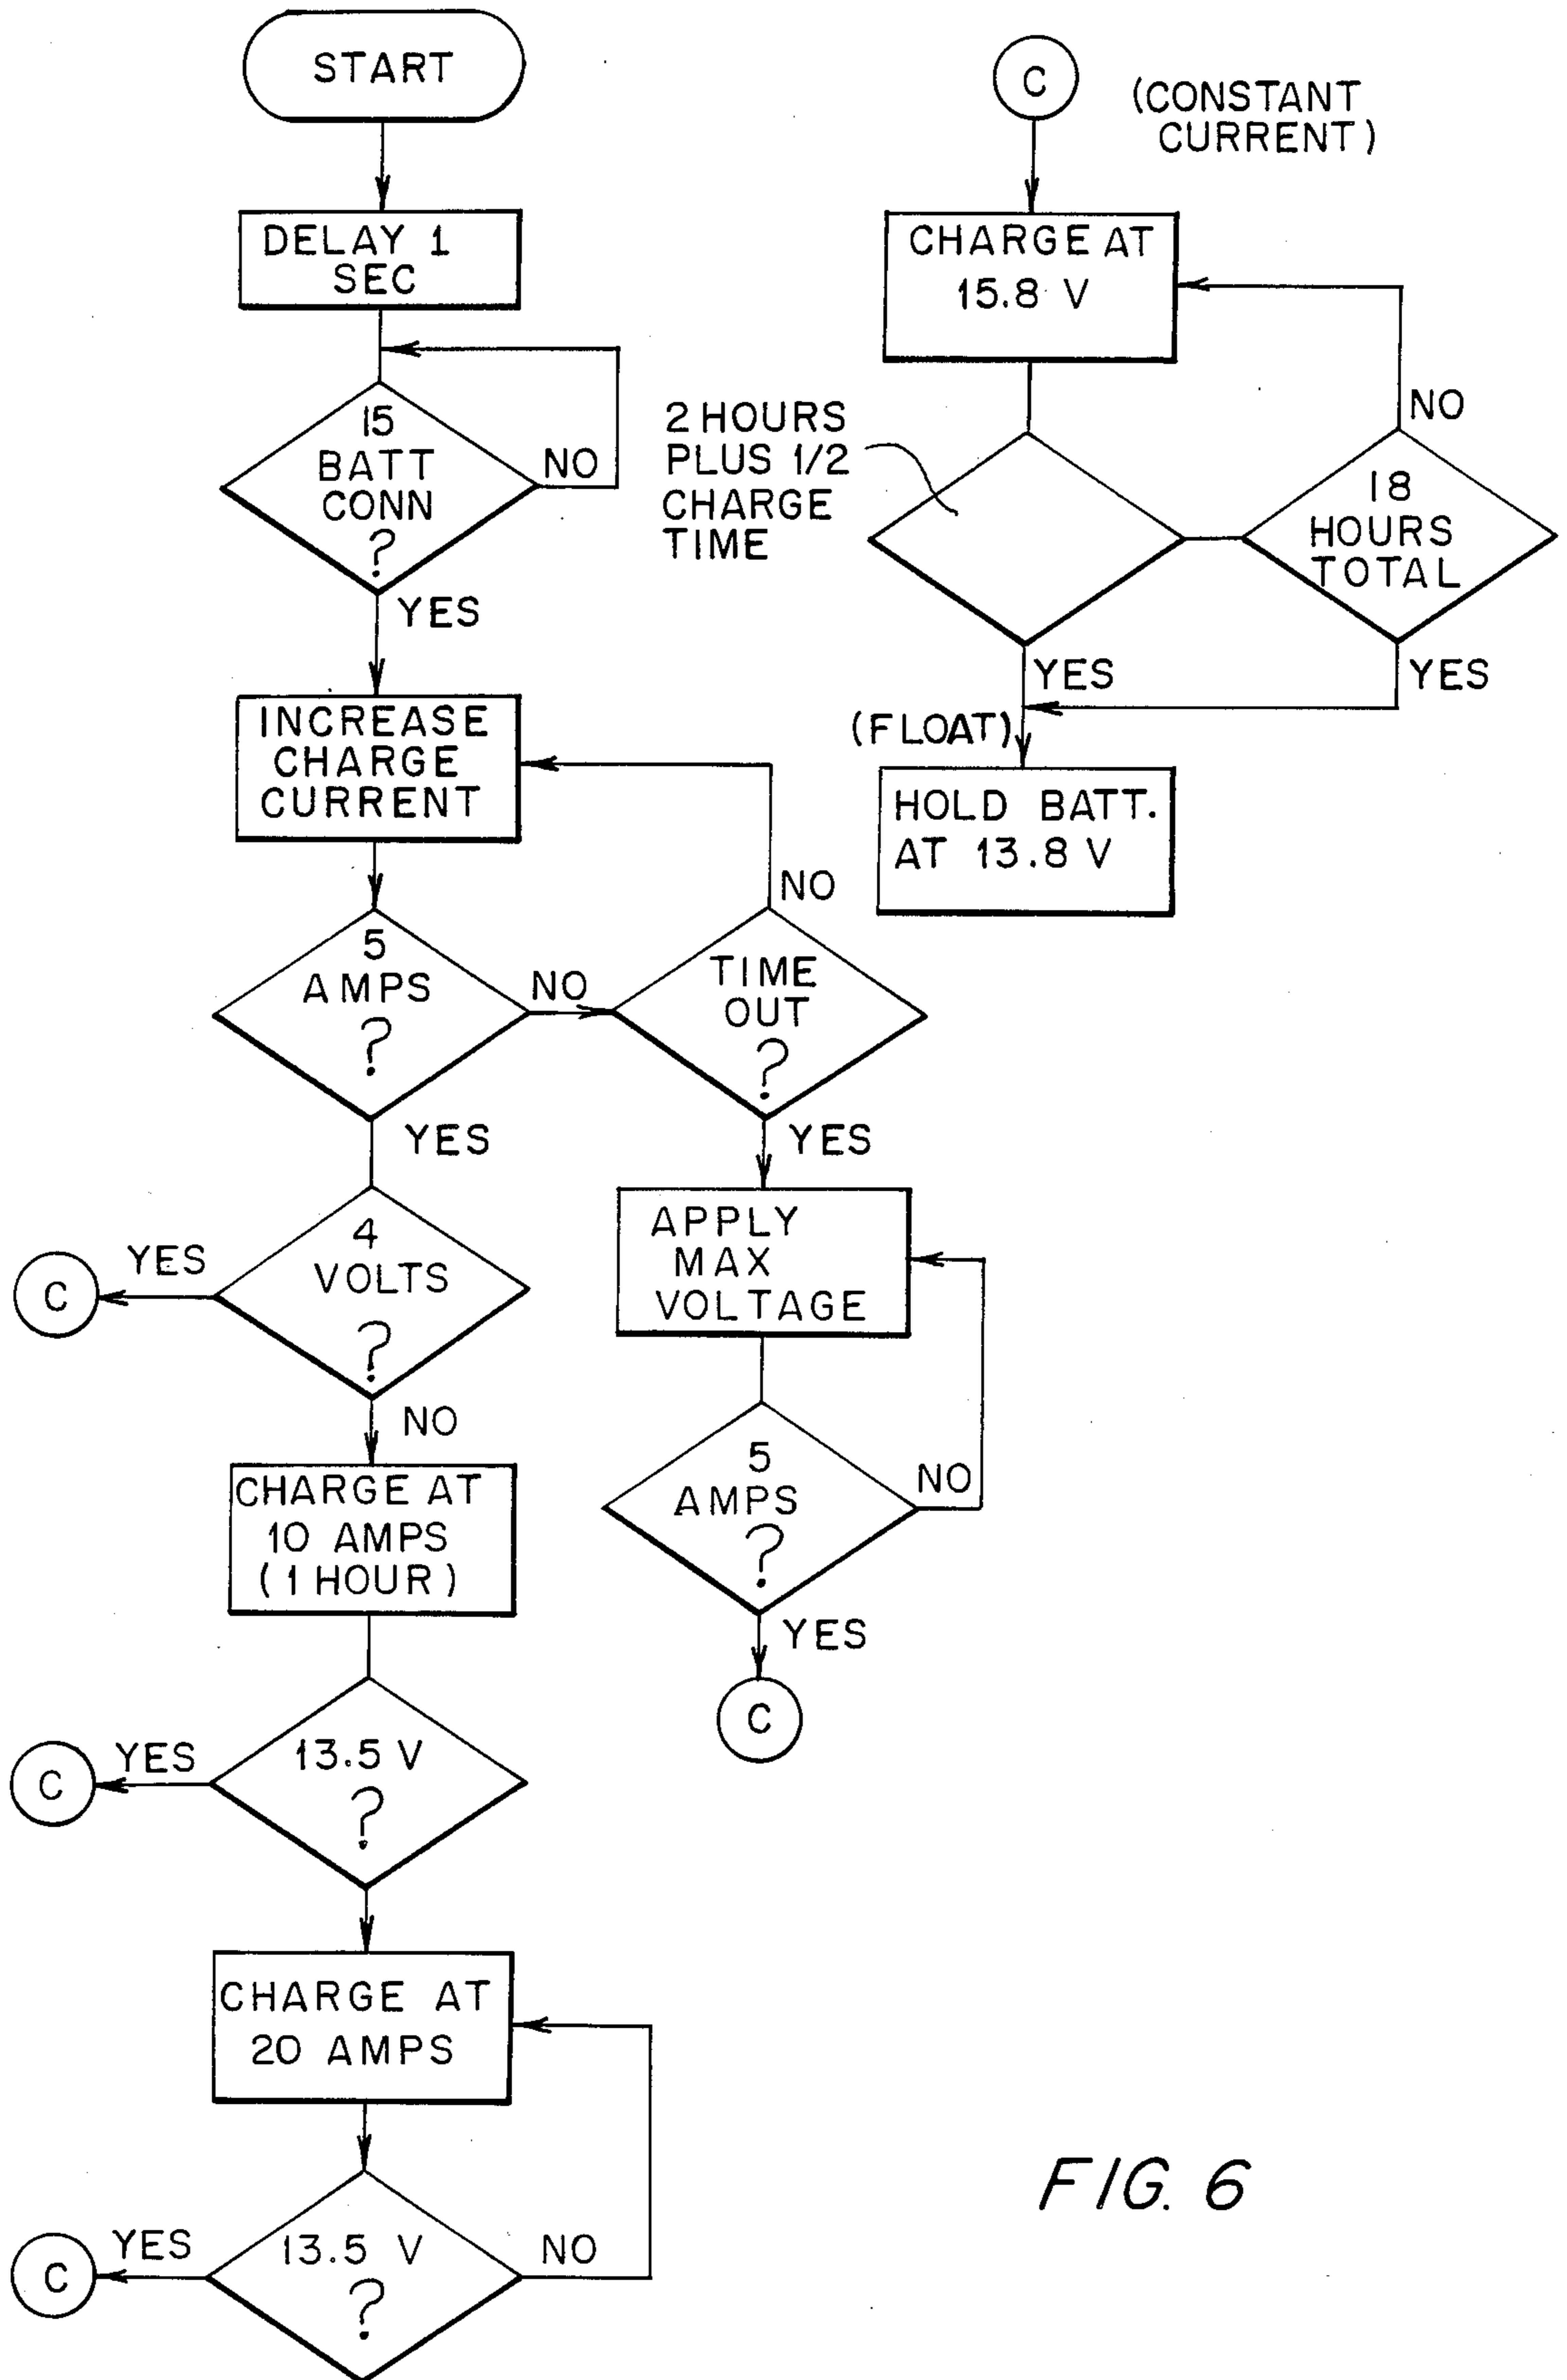 START
DELAY 1
SEC
15
BATT
CONN
?
NO
YES
INCREASE
CHARGE
CURRENT
5
AMPS
?
NO
YES
TIME
OUT
?
NO
YES
4
VOLTS
?
YES
C
NO
APPLY
MAX
VOLTAGE
5
AMPS
?
NO
YES
C
CHARGE AT
10 AMPS
(1 HOUR)
13.5 V
?
YES
C
CHARGE AT
20 AMPS
13.5 V
?
YES
C
NO
C
(CONSTANT
CURRENT)
CHARGE AT
15.8 V
2 HOURS
PLUS 1/2
CHARGE
TIME
18
HOURS
TOTAL
NO
YES
YES
(FLOAT)
HOLD BATT.
AT 13.8 V
FIG. 6